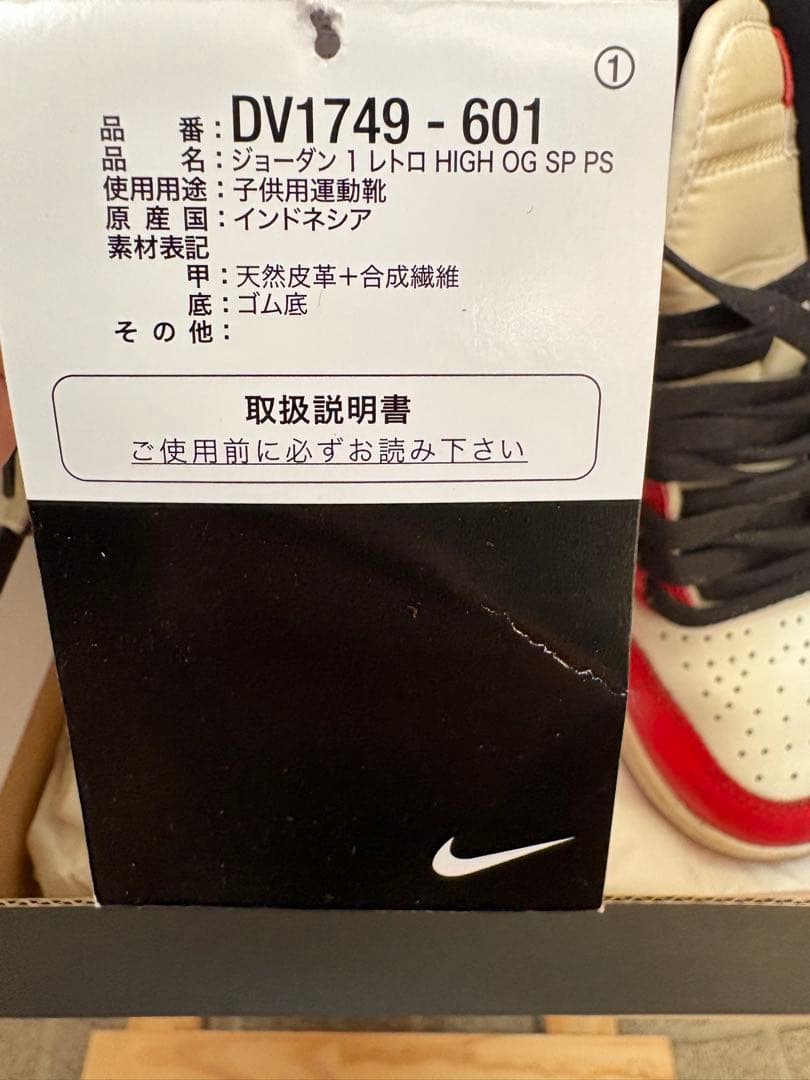 ①
品 番：DV1749 - 601
品 名：ジョーダン 1 レトロ HIGH OG SP PS
使用用途：子供用運動靴
原 産 国：インドネシア
素材表記
甲：天然皮革＋合成繊維
底：ゴム底
そ の 他：
取扱説明書
ご使用前に必ずお読み下さい